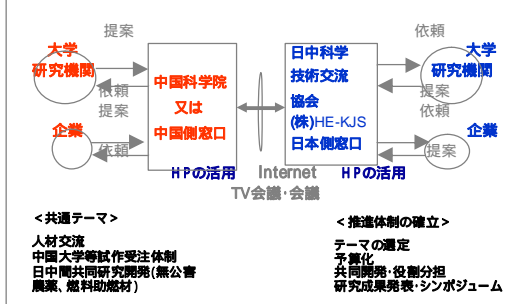 提案
依頼
大学
研究機関
依頼
提案
企業
依頼
中国科学院
又は
中国側窓口
日中科学
技術交流
協会
(株)HE-KJS
日本側窓口
大学
研究機関
提案
依頼
企業
提案
HPの活用
Internet
HPの活用
TV会議・会議
<共通テーマ>
人材交流
中国大学等試作受注体制
日中間共同研究開発(無公害
農薬、燃料助燃材)
<推進体制の確立>
テーマの選定
予算化
共同開発・役割分担
研究成果発表・シンポジューム